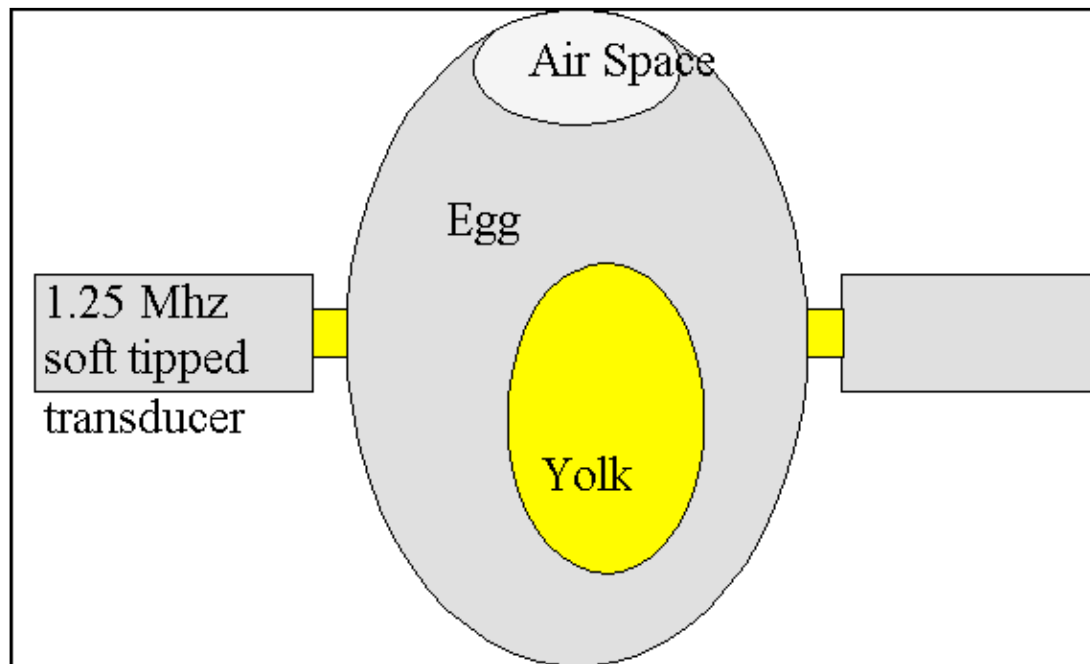 Air Space
Egg
1.25 Mhz
soft tipped
transducer
Yolk